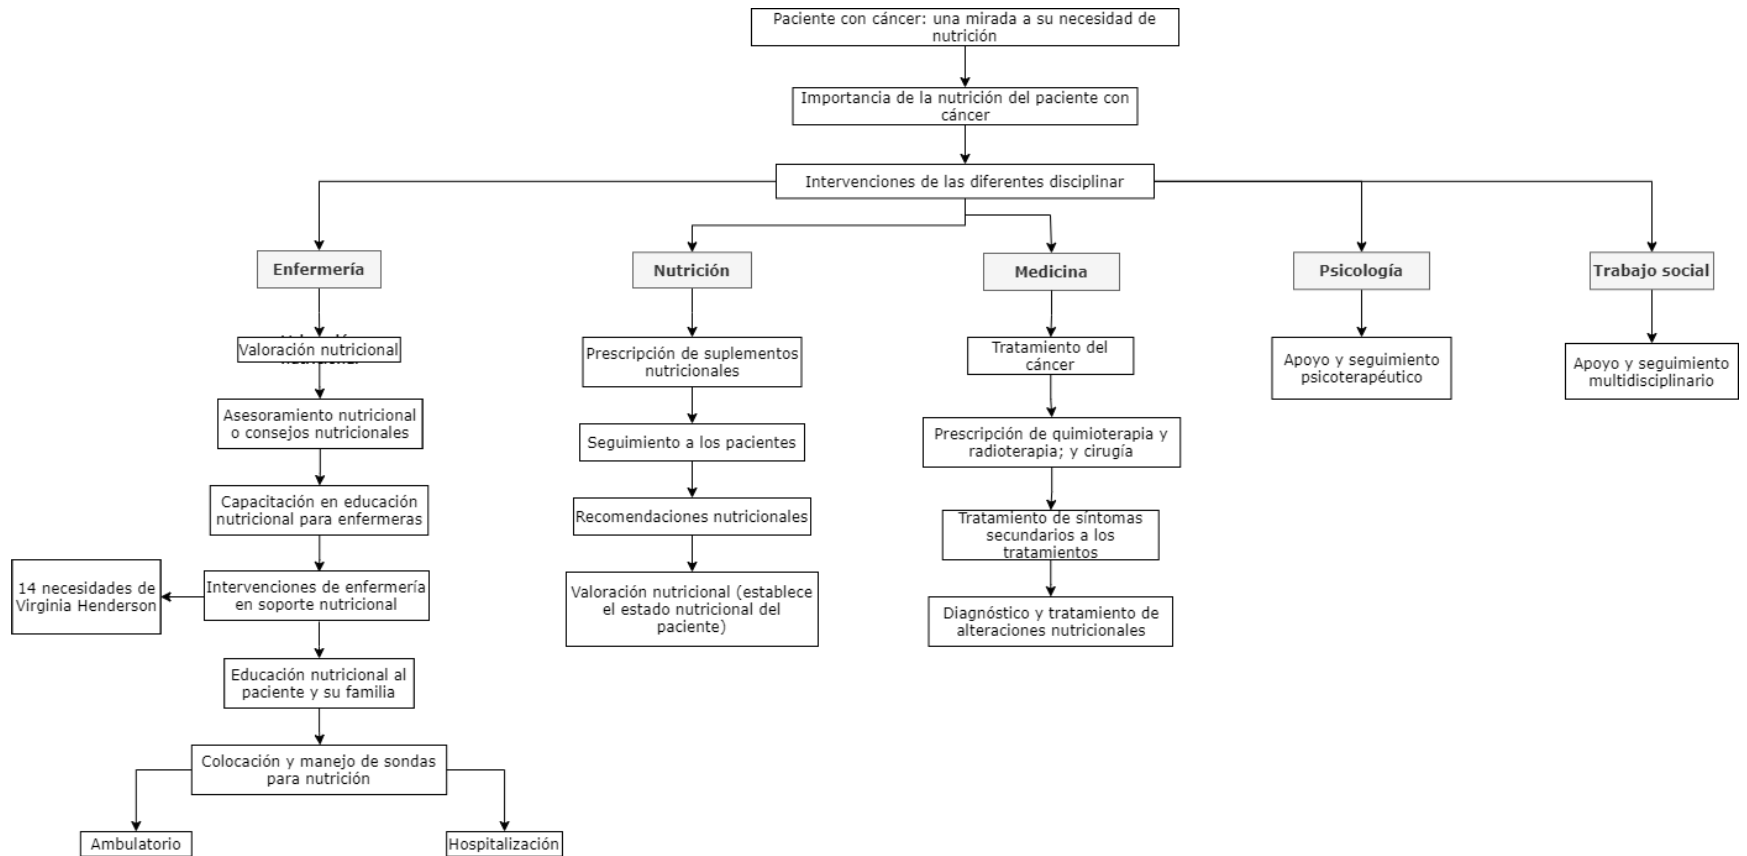 Paciente con cáncer: una mirada a su necesidad de
nutrición
Importancia de la nutrición del paciente con
cáncer
Intervenciones de las diferentes disciplinar
Enfermería
Nutrición
Medicina
Psicología
Trabajo social
Valoración nutricional
Asesoramiento nutricional
o consejos nutricionales
Capacitación en educación
nutricional para enfermeras
Intervenciones de enfermería
en soporte nutricional
14 necesidades de
Virginia Henderson
Educación nutricional al
paciente y su familia
Colocación y manejo de sondas
para nutrición
Ambulatorio
Hospitalización
Prescripción de suplementos
nutricionales
Seguimiento a los pacientes
Recomendaciones nutricionales
Valoración nutricional (establece
el estado nutricional del
paciente)
Tratamiento del
cáncer
Prescripción de quimioterapia y
radioterapia; y cirugía
Tratamiento de síntomas
secundarios a los
tratamientos
Diagnóstico y tratamiento de
alteraciones nutricionales
Apoyo y seguimiento
psicoterapéutico
Apoyo y seguimiento
multidisciplinario